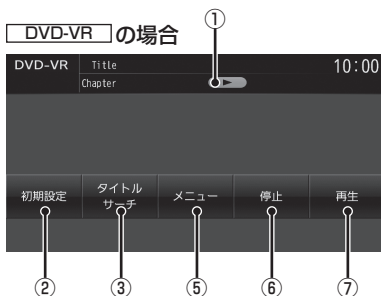 ①
DVD-VR の場合
DVD-VR Title 10:00
Chapter
初期設定 タイトル サーチ メニュー 停止 再生
② ③ ⑤ ⑥ ⑦